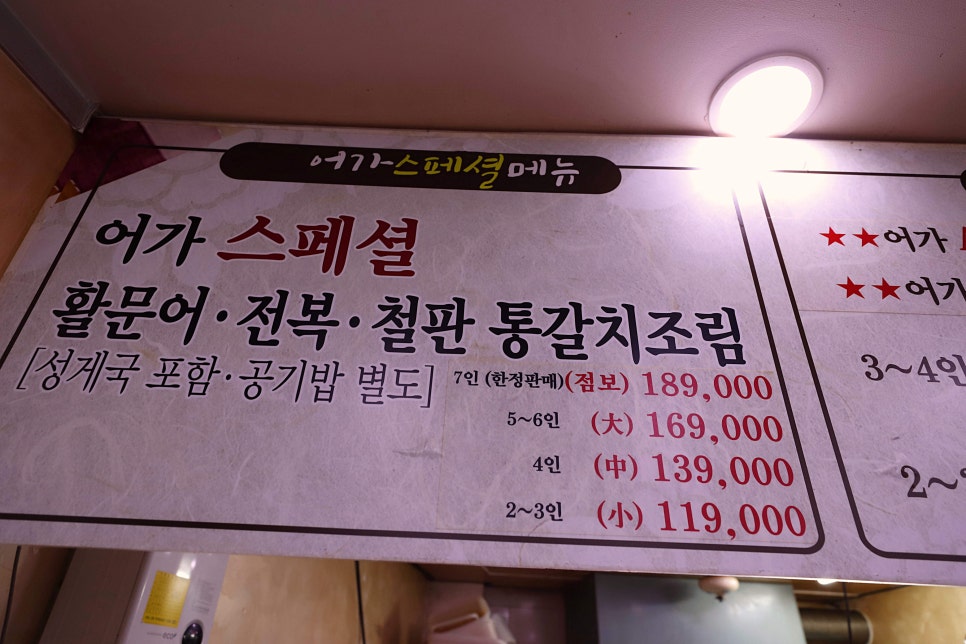 어가스페셜메뉴
어가 스페셜
활문어·전복·철판 통갈치조림
[성게국 포함·공기밥 별도]
7인 (한정판매)(점보) 189,000
5~6인 (大) 169,000
4인 (中) 139,000
2~3인 (小) 119,000
★★어가
★★어가
3~4인
2~